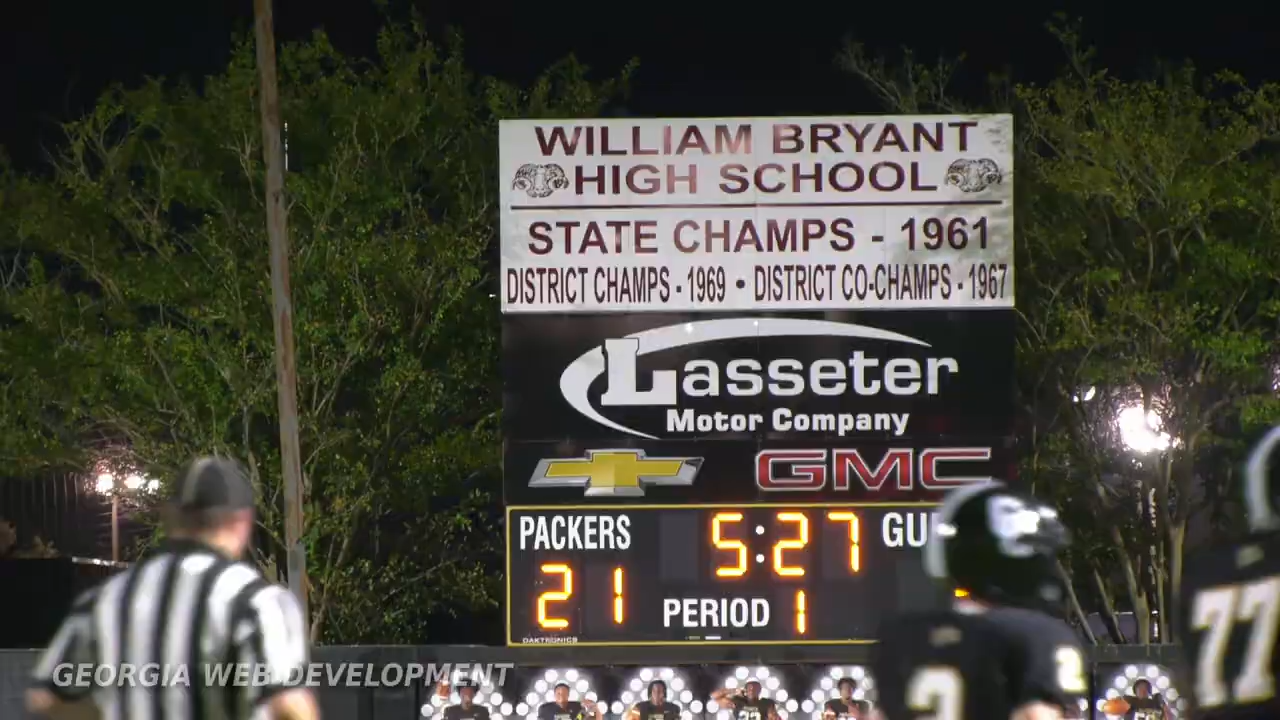 WILLIAM BRYANT
HIGH SCHOOL
STATE CHAMPS - 1961
DISTRICT CHAMPS - 1969 • DISTRICT CO-CHAMPS - 1967
Lasseter
Motor Company
GMC
PACKERS 5:27 GU
21 PERIOD 1
DAKTRONICS
77
2
2
GEORGIA WEB DEVELOPMENT